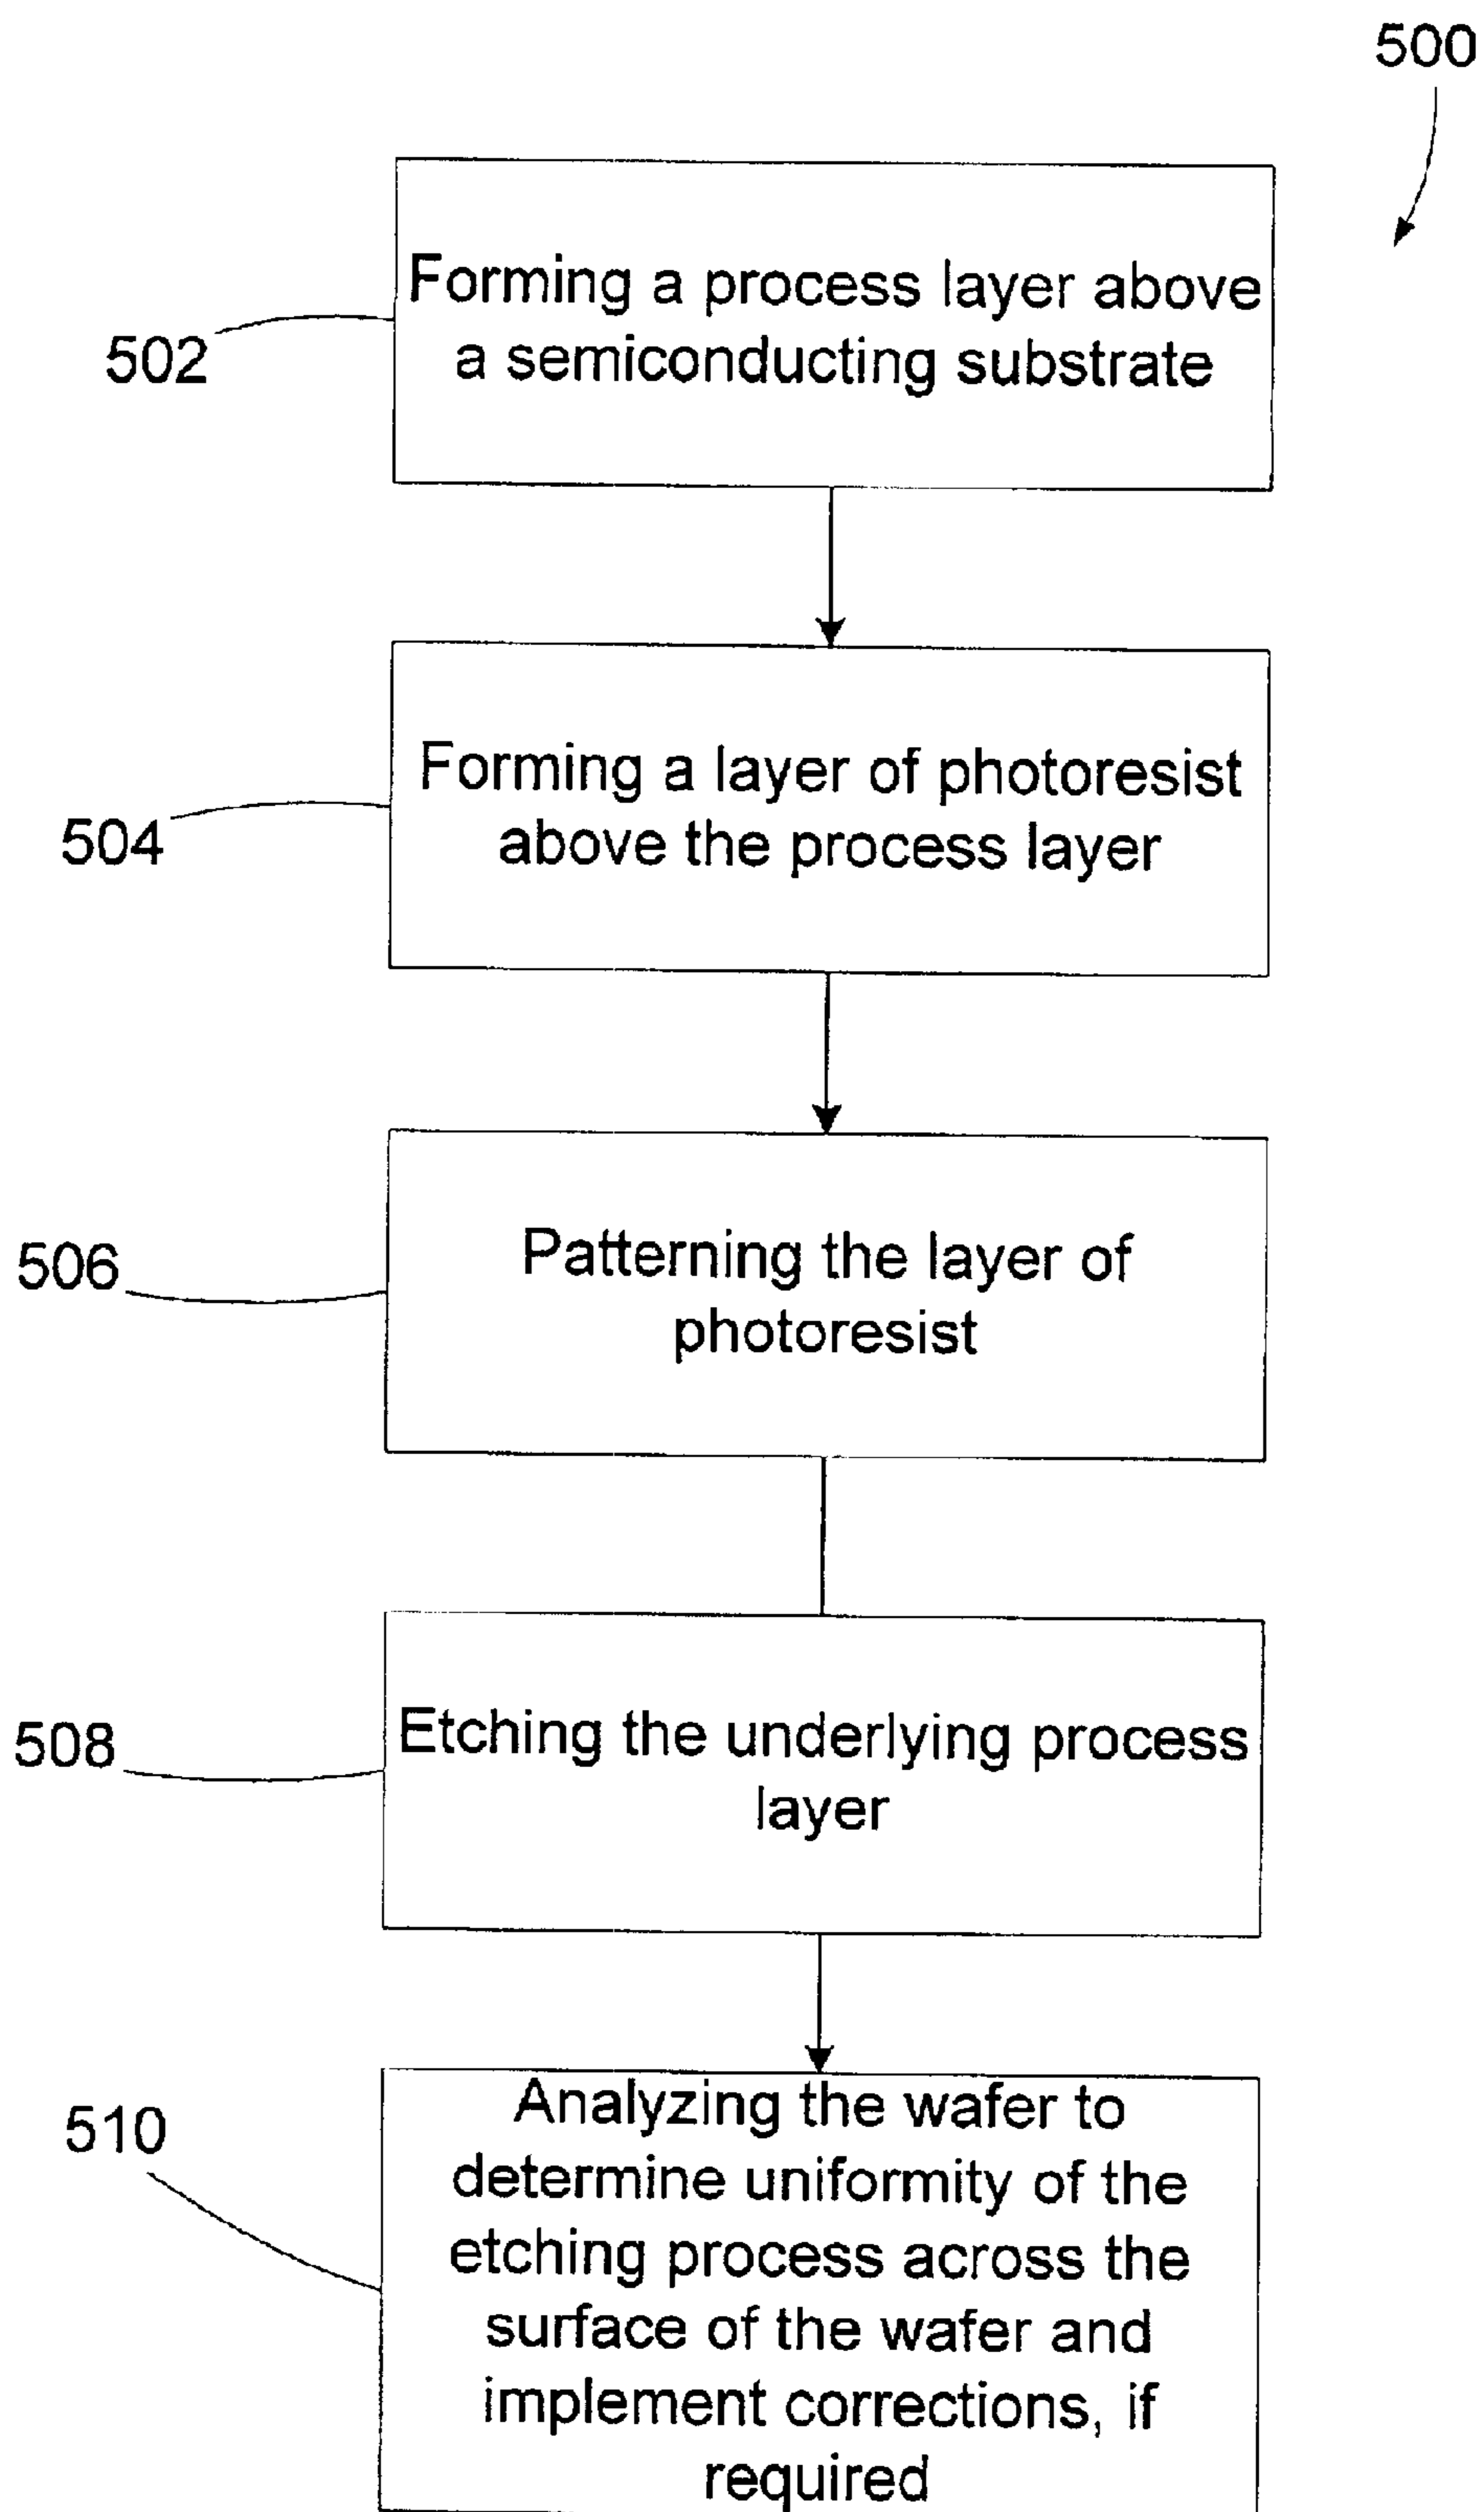 500
Forming a process layer above
a semiconducting substrate
502
Forming a layer of photoresist
above the process layer
504
Patterning the layer of
photoresist
506
Etching the underlying process
layer
508
Analyzing the wafer to
determine uniformity of the
etching process across the
surface of the wafer and
implement corrections, if
required
510